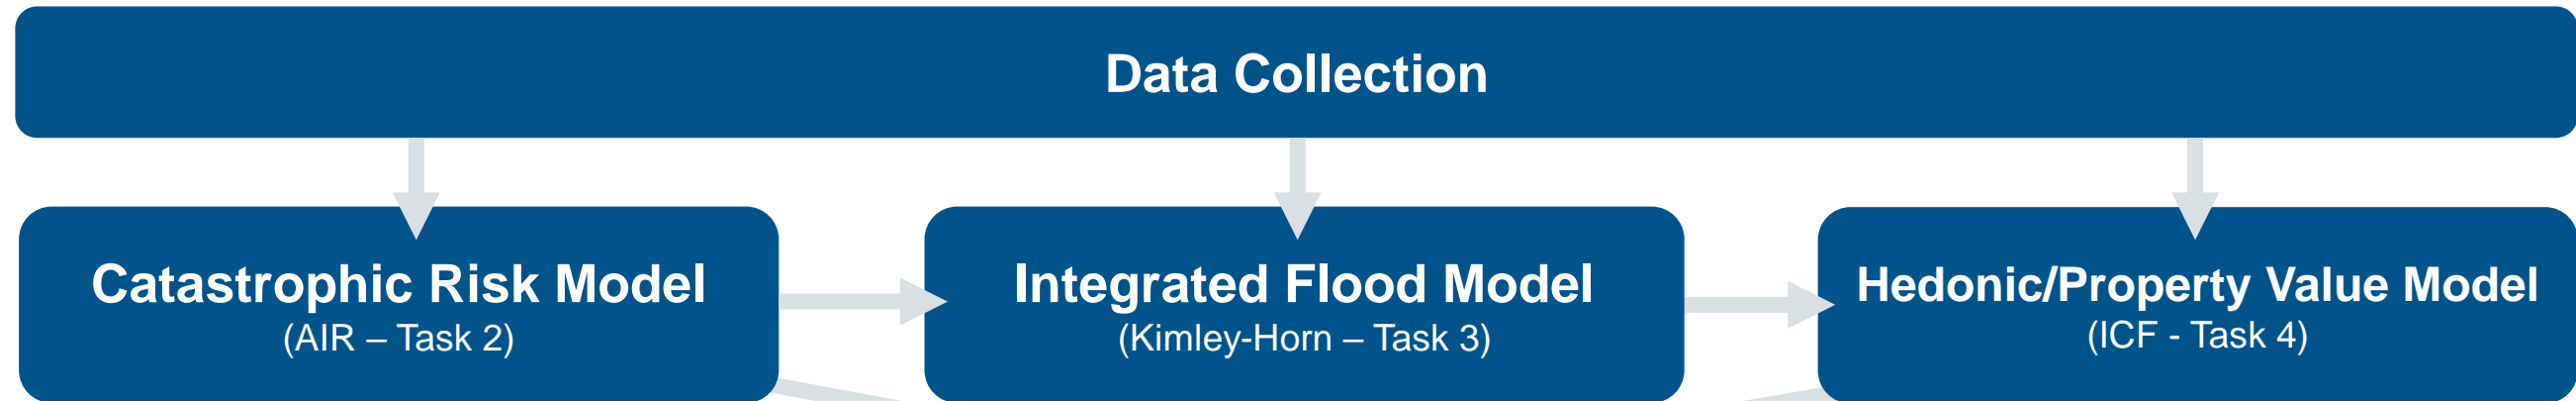 Data Collection
Catastrophic Risk Model
(AIR – Task 2)
Integrated Flood Model
(Kimley-Horn – Task 3)
Hedonic/Property Value Model
(ICF - Task 4)